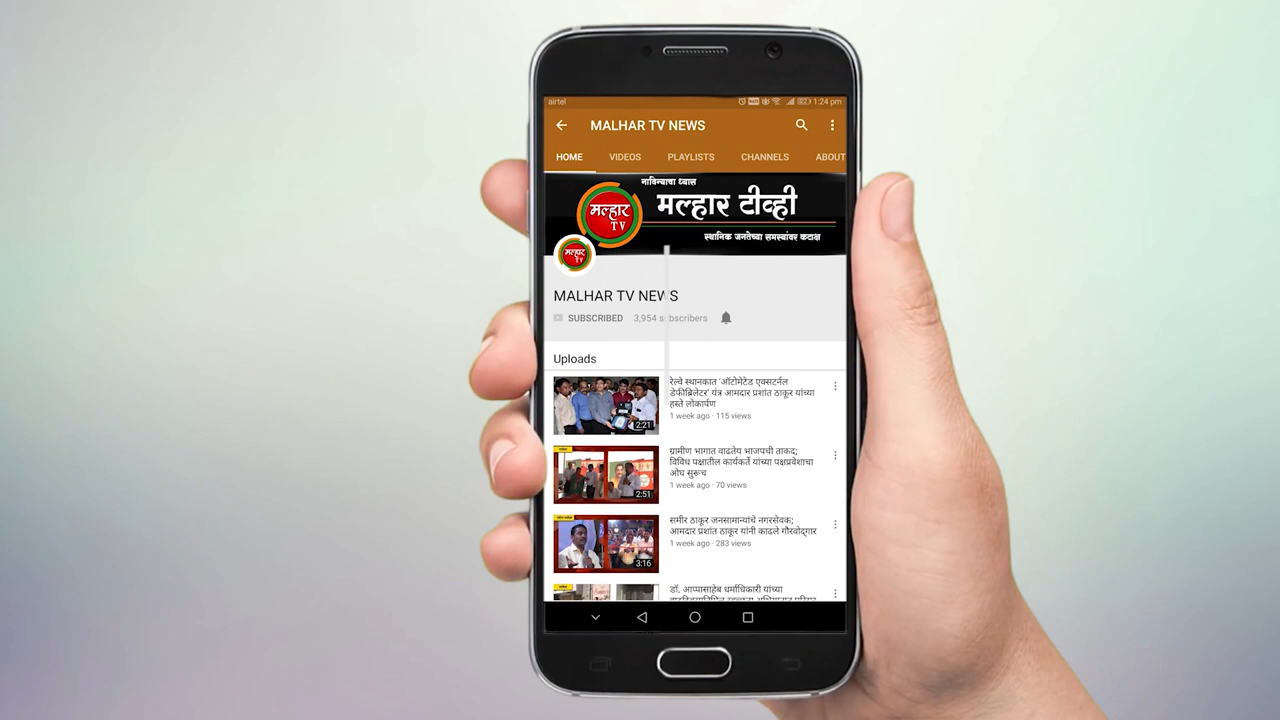 airtel 1:24 pm
MALHAR TV NEWS
HOME VIDEOS PLAYLISTS CHANNELS ABOUT
नाविन्याचा ध्यास
मल्हार टीव्ही
मल्हार
TV
स्थानिक जनतेच्या समस्यांवर कटाक्ष
मल्हार
TV
MALHAR TV NEWS
SUBSCRIBED 3,954 s bscribers
Uploads
रेल्वे स्थानकात 'ऑटोमेटेड एक्सटर्नल
डेफीब्रिलेटर' यंत्र आमदार प्रशांत ठाकूर यांच्या
हस्ते लोकार्पण
1 week ago · 115 views
2:21
ग्रामीण भागात वाढतेय भाजपची ताकद;
विविध पक्षातील कार्यकर्ते यांच्या पक्षप्रवेशाचा
ओघ सुरूच
1 week ago · 70 views
2:51
समीर ठाकूर जनसामान्यांचे नगरसेवक;
आमदार प्रशांत ठाकूर यांनी काढले गौरवोद्गार
1 week ago · 283 views
3:16
डॉ. आप्पासाहेब धर्माधिकारी यांच्या